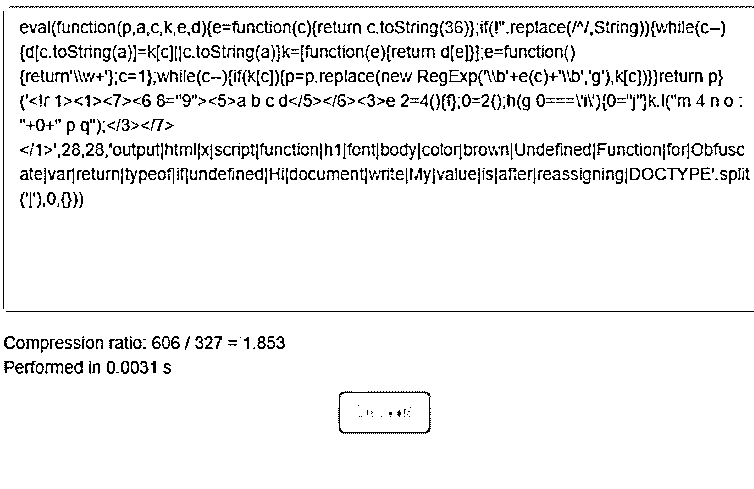 eval(function(p,a,c,k,e,d){e=function(c){return c.toString(36)};if(!''.replace(/^/,String)){while(c--)
{d[c.toString(a)]=k[c]||c.toString(a)}k=[function(e){return d[e]}];e=function()
{return'\\w+'};c=1};while(c--){if(k[c]){p=p.replace(new RegExp('\\b'+e(c)+'\\b','g'),k[c])}}return p}
('<!r 1><1><7><6 8="9"><5>a b c d</5></6><3>e 2=4(){f};0=2();h(g 0===\'i\'){0="j"}k.l("m 4 n o :
"+0+" p q");</3></7>
</1>',28,28,'output|html|x|script|function|h1|font|body|color|brown|Undefined|Function|for|Obfusc
ate|var|return|typeof|if|undefined|Hi|document|write|My|value|is|after|reassigning|DOCTYPE'.split
('|'),0,{}))
Compression ratio: 606 / 327 = 1.853
Performed in 0.0031 s